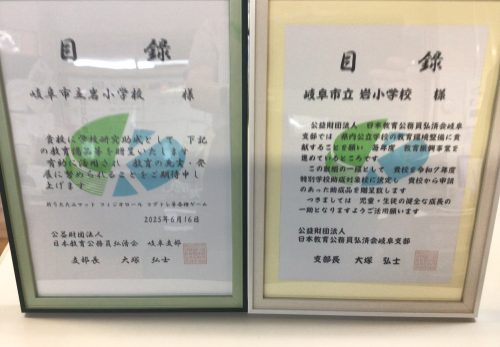 目録
岐阜市立岩小学校 様
貴校に学校研究助成として、下記
の教育備品等を贈呈いたします
有効に活用され、教育の充実・発
展に努められることをご期待申し
上げます
2025年6月16日
公益財団法人
日本教育公務員弘済会 岐阜支部
支部長 大塚 弘士
目録
岐阜市立 岩小学校 様
公益財団法人 日本教育公務員弘済会岐阜
支部では 県内公立学校の教育環境整備に貢
献することを願い 毎年度 教育振興事業を
進めているところです
この取組の一環として 貴校を令和7年度
特別学校助成対象校に決定し 貴校から申請
のあった助成品を贈呈致します
つきましては 児童・生徒の健全な成長の
一助となりますようご活用願います
公益財団法人
日本教育公務員弘済会岐阜支部
支部長 大塚 弘士